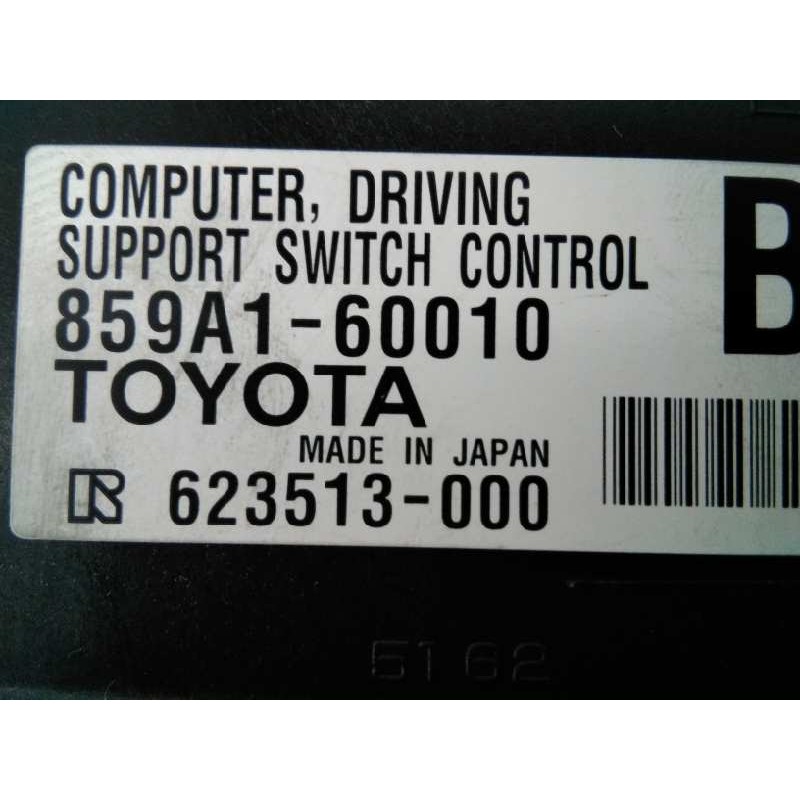 COMPUTER, DRIVING
SUPPORT SWITCH CONTROL
B
859A1-60010
TOYOTA
MADE IN JAPAN
R 623513-000
5162